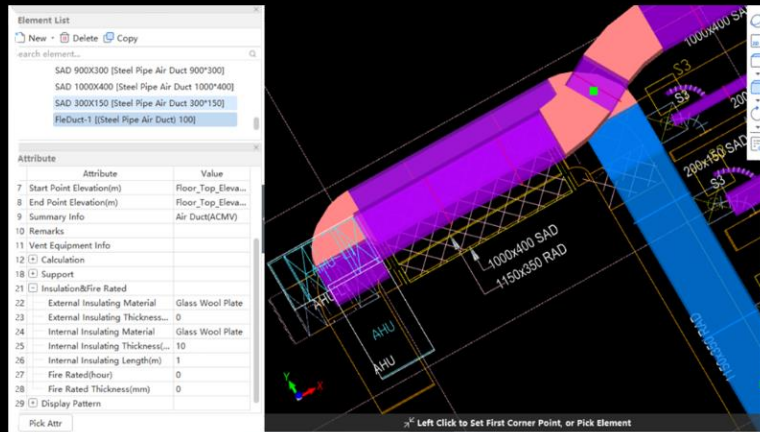 Element List
New Delete Copy
earch element...
SAD 900X300 [Steel Pipe Air Duct 900*300]
SAD 1000X400 [Steel Pipe Air Duct 1000*400]
SAD 300X150 [Steel Pipe Air Duct 300*150]
FleDuct-1 [(Steel Pipe Air Duct) 100]
Attribute
Attribute Value
7 Start Point Elevation(m) Floor_Top_Eleva...
8 End Point Elevation(m) Floor_Top_Eleva...
9 Summary Info Air Duct(ACMV)
10 Remarks
11 Vent Equipment Info
12 + Calculation
18 + Support
21 - Insulation&Fire Rated
22 External Insulating Material Glass Wool Plate
23 External Insulating Thickness... 0
24 Internal Insulating Material Glass Wool Plate
25 Internal Insulating Thickness(... 10
26 Internal Insulating Length(m) 1
27 Fire Rated(hour) 0
28 Fire Rated Thickness(mm) 0
29 + Display Pattern
Pick Attr
1000x400 SAD
S3
S3
200
200x150 SAD
S3
1000x400 SAD
1150x350 RAD
AHU
AHU
AHU
1150x350 RAD
Y
X
Left Click to Set First Corner Point, or Pick Element